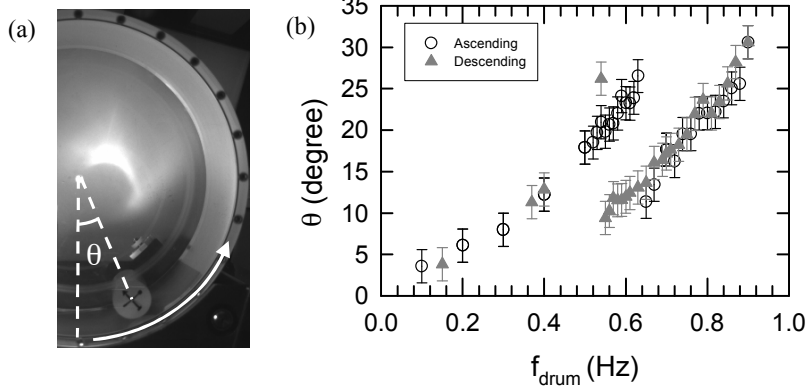 (a)
θ
(b)
θ (degree)
35
30
25
20
15
10
5
0
Ascending
Descending
0.0 0.2 0.4 0.6 0.8 1.0
f_drum (Hz)